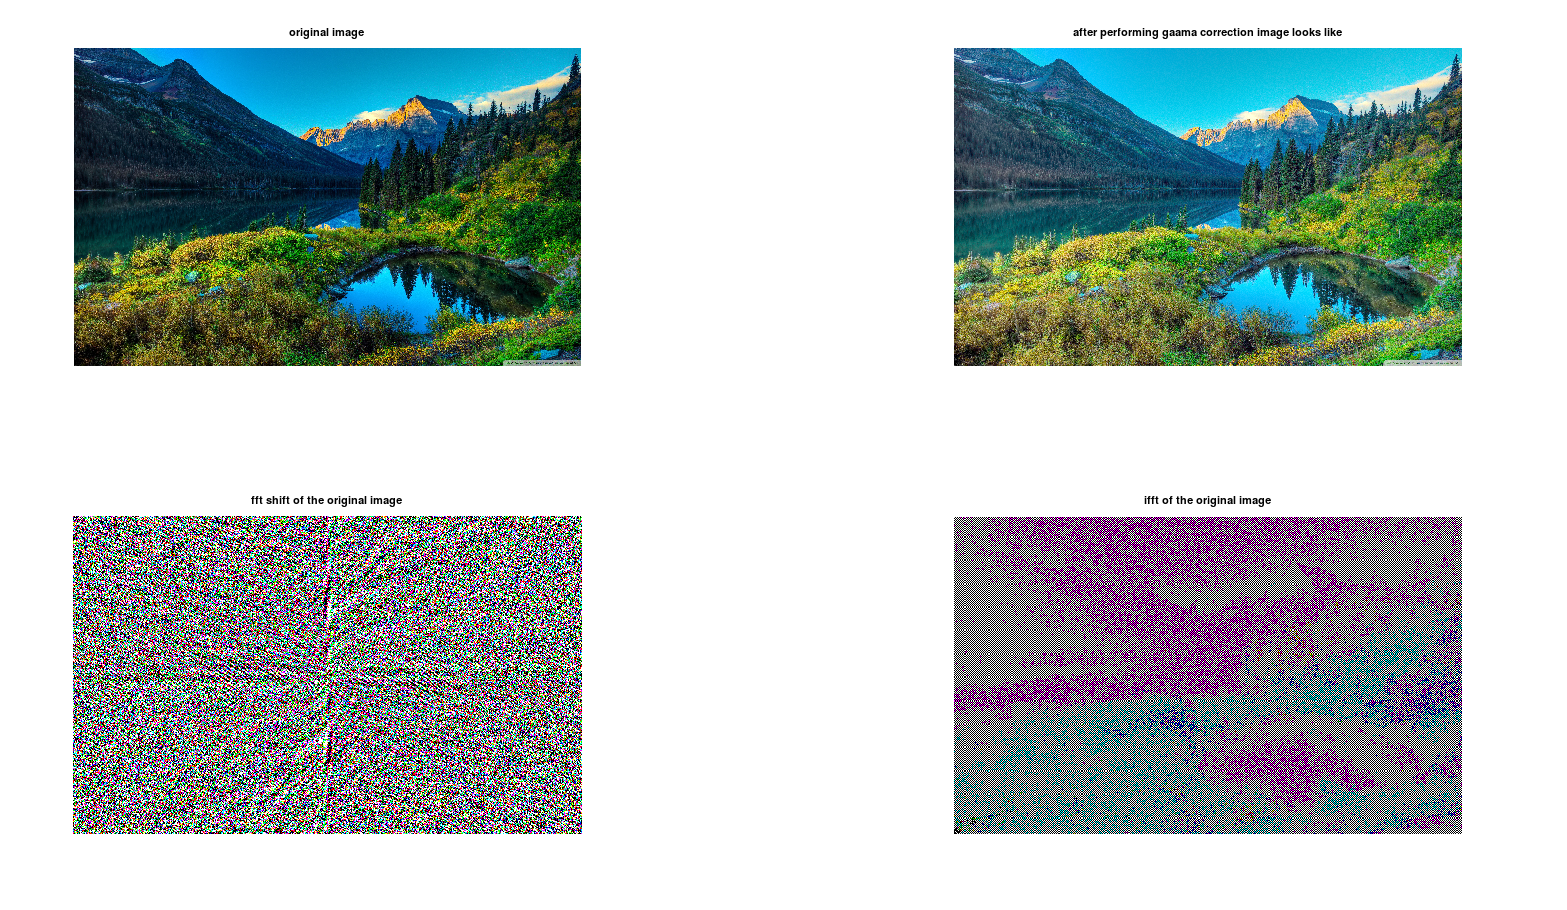 original image
after performing gaama correction image looks like
fft shift of the original image
ifft of the original image